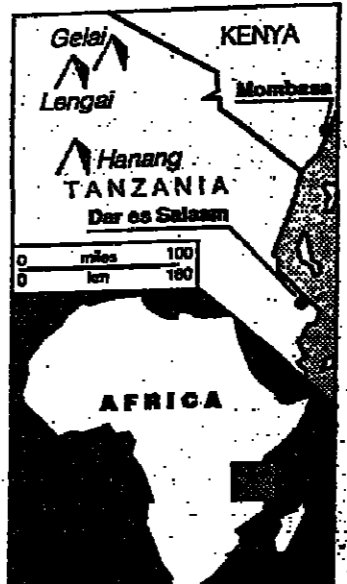 Gelai
KENYA
Lengai
Mombasa
Hanang
TANZANIA
Dar es Salaam
0 miles 100
0 km 160
AFRICA